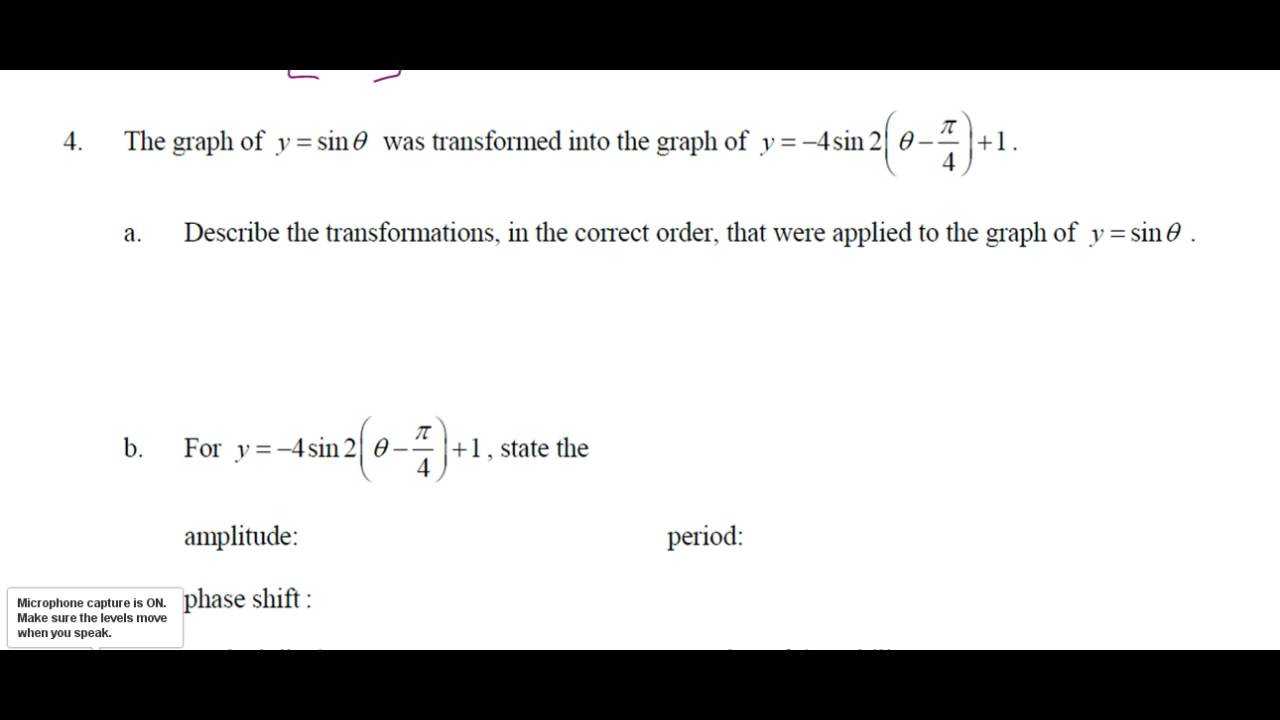 4. The graph of y = sin θ was transformed into the graph of y = −4 sin 2(θ − π/4) + 1.
a. Describe the transformations, in the correct order, that were applied to the graph of y = sin θ .
b. For y = −4 sin 2(θ − π/4) + 1, state the
amplitude: period:
phase shift :
Microphone capture is ON.
Make sure the levels move
when you speak.